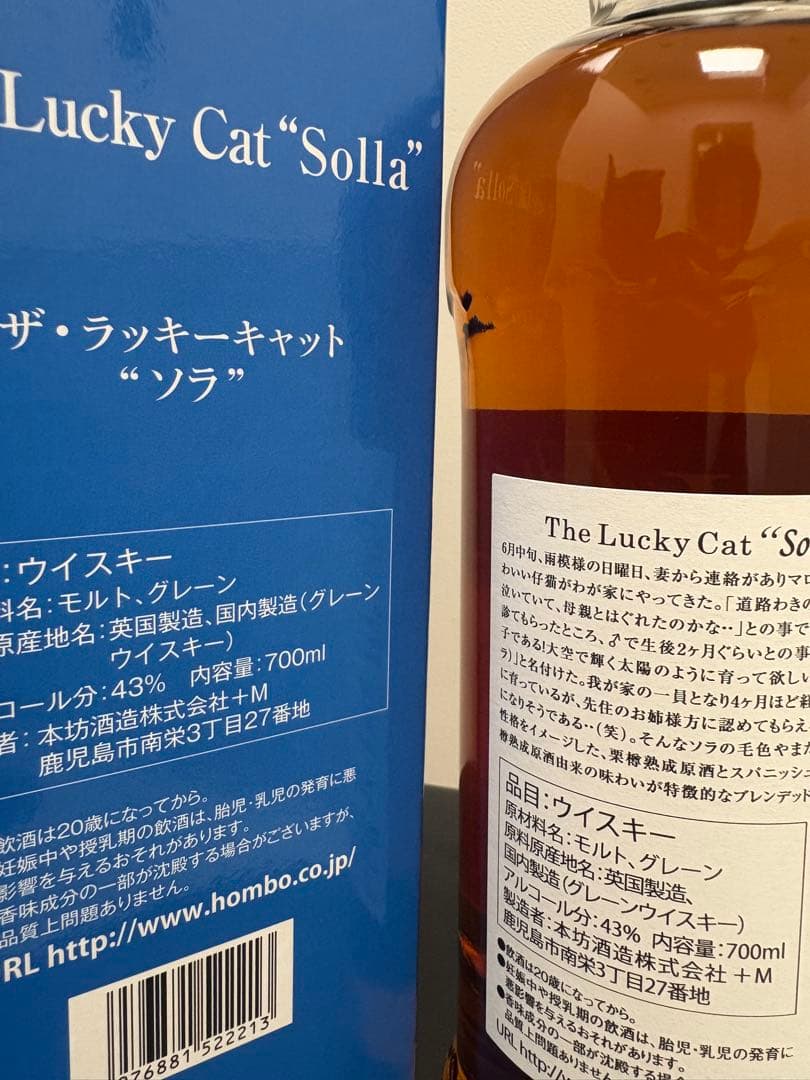 Lucky Cat “Solla”
ザ・ラッキーキャット
“ソラ”
:ウイスキー
料名:モルト、グレーン
原産地名:英国製造、国内製造(グレーン
ウイスキー)
コール分:43% 内容量:700ml
者: 本坊酒造株式会社+M
鹿児島市南栄3丁目27番地
飲酒は20歳になってから。
妊娠中や授乳期の飲酒は、胎児・乳児の発育に悪
影響を与えるおそれがあります。
香味成分の一部が沈殿する場合がございますが、
品質上問題ありません。
URL http://www.hombo.co.jp/
976881 522213
The Lucky Cat “So
6月中旬、雨模様の日曜日、妻から連絡がありマロ
わいい仔猫がわが家にやってきた。「道路わきの
泣いていて、母親とはぐれたのかな‥」との事で
診てもらったところ、♂で生後2ヶ月ぐらいとの事
子である!大空で輝く太陽のように育って欲しい
ラ)」と名付けた。我が家の一員となり4ヶ月ほど経
に育っているが、先住のお姉様方に認めてもらえ
になりそうである‥(笑)。そんなソラの毛色やまだ
性格をイメージした、栗樽熟成原酒とスパニッシュ
樽熟成原酒由来の味わいが特徴的なブレンデッド
品目:ウイスキー
原材料名:モルト、グレーン
原料原産地名:英国製造、
国内製造(グレーンウイスキー)
アルコール分:43% 内容量:700ml
製造者:本坊酒造株式会社+M
鹿児島市南栄3丁目27番地
●飲酒は20歳になってから。
●妊娠中や授乳期の飲酒は、胎児・乳児の発育に
悪影響を与えるおそれがあります。
●香味成分の一部が沈殿する場
品質上問題ありません
URL http://w